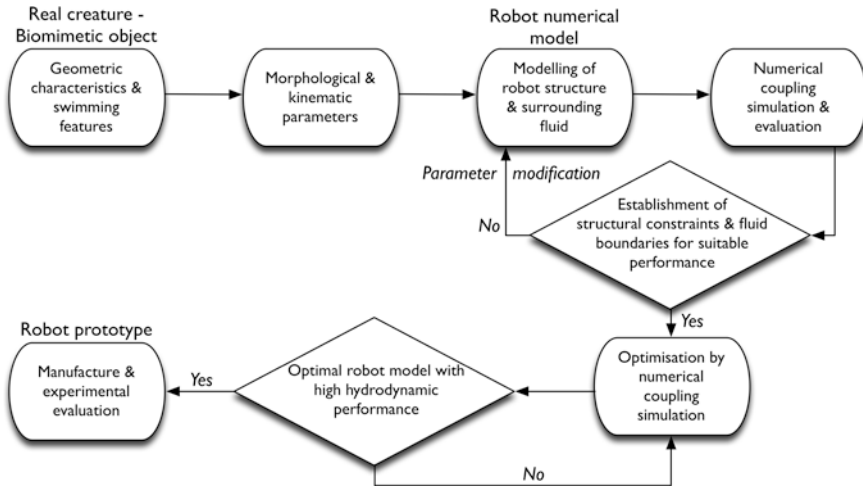 Real creature -
Biomimetic object
Geometric
characteristics &
swimming
features
Morphological &
kinematic
parameters
Robot numerical
model
Modelling of
robot structure
& surrounding
fluid
Numerical
coupling
simulation &
evaluation
Parameter modification
No
Establishment of
structural constraints & fluid
boundaries for suitable
performance
Yes
Optimisation by
numerical
coupling
simulation
Optimal robot model with
high hydrodynamic
performance
No
Yes
Robot prototype
Manufacture &
experimental
evaluation